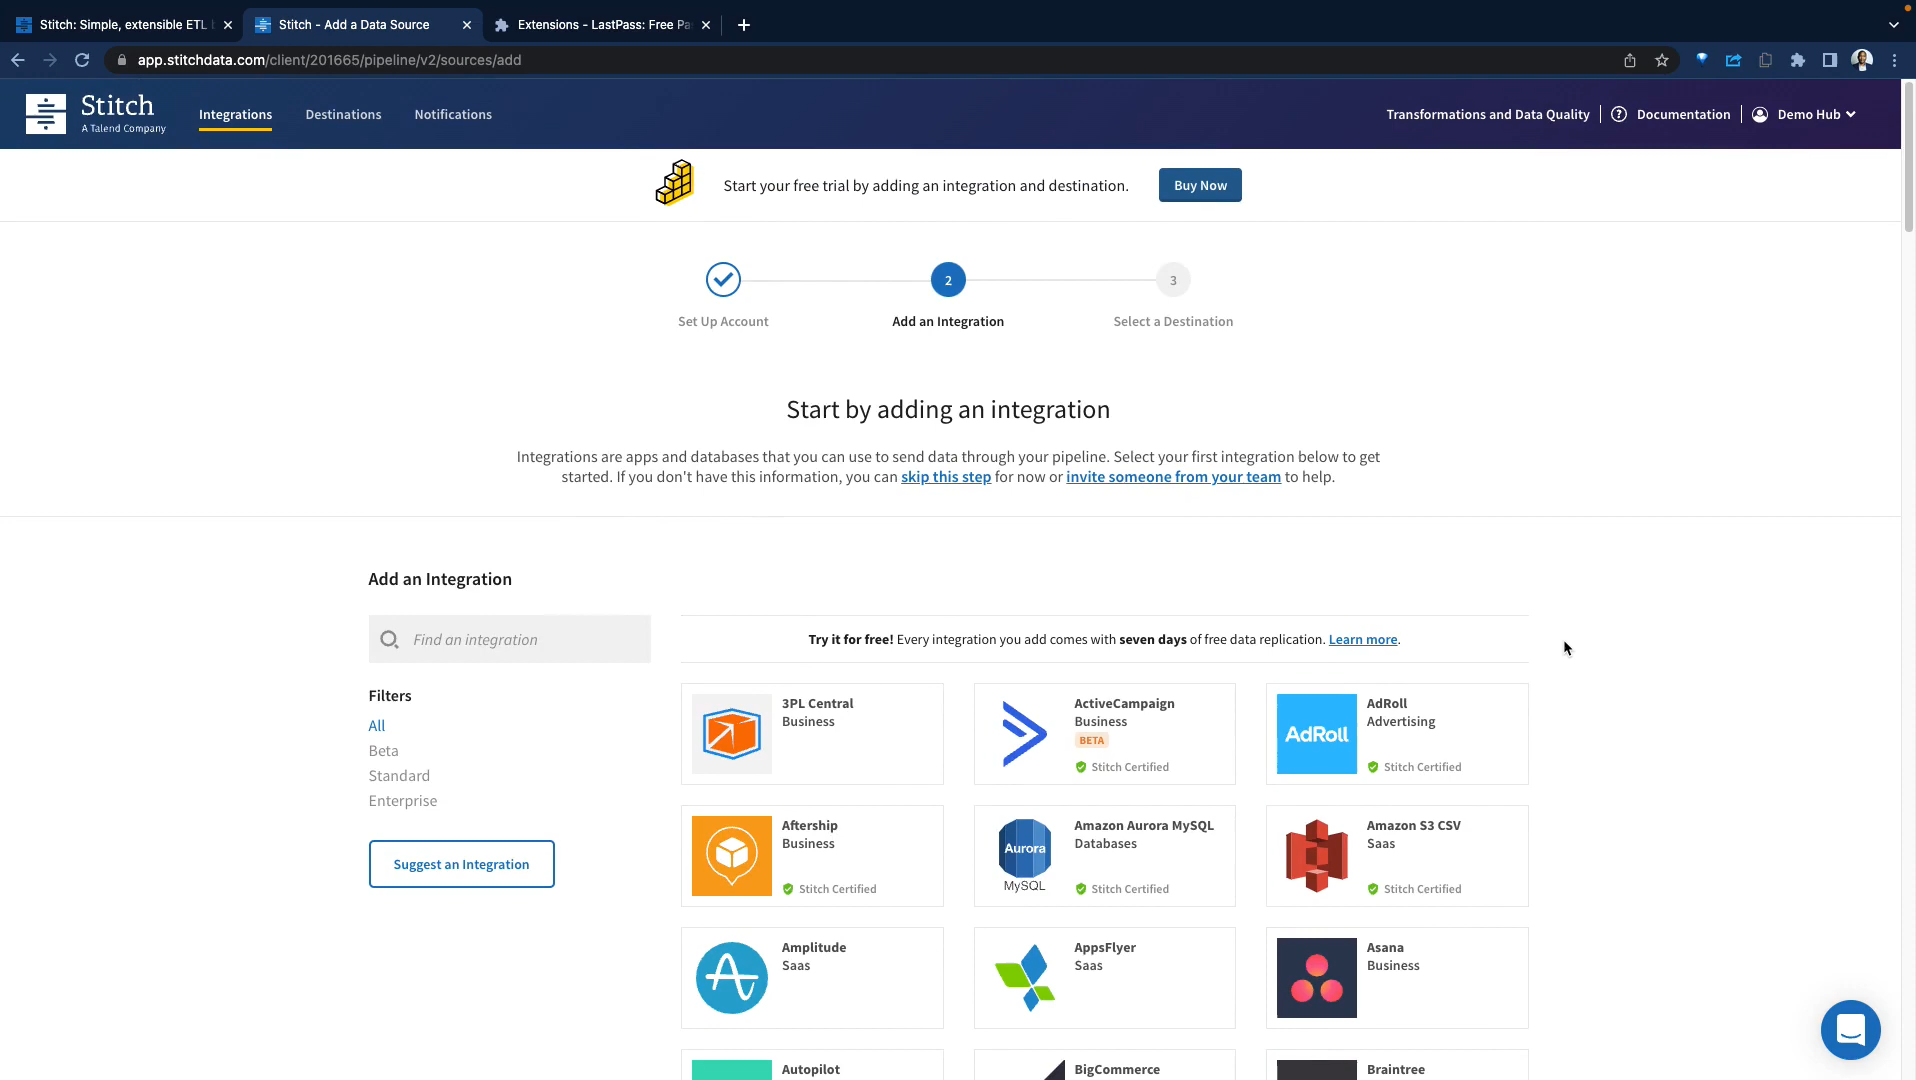 Stitch: Simple, extensible ETL
Stitch - Add a Data Source
Extensions - LastPass: Free Pa
app.stitchdata.com/client/201665/pipeline/v2/sources/add
Stitch
A Talend Company
Integrations
Destinations
Notifications
Transformations and Data Quality
Documentation
Demo Hub
Start your free trial by adding an integration and destination.
Buy Now
2
3
Set Up Account
Add an Integration
Select a Destination
Start by adding an integration
Integrations are apps and databases that you can use to send data through your pipeline. Select your first integration below to get
started. If you don't have this information, you can skip this step for now or invite someone from your team to help.
Add an Integration
Find an integration
Try it for free! Every integration you add comes with seven days of free data replication. Learn more.
Filters
All
Beta
Standard
Enterprise
Suggest an Integration
3PL Central
Business
ActiveCampaign
Business
BETA
Stitch Certified
AdRoll
AdRoll
Advertising
Stitch Certified
Aftership
Business
Stitch Certified
Aurora
MySQL
Amazon Aurora MySQL
Databases
Stitch Certified
Amazon S3 CSV
Saas
Stitch Certified
Amplitude
Saas
AppsFlyer
Saas
Asana
Business
Autopilot
BigCommerce
Braintree